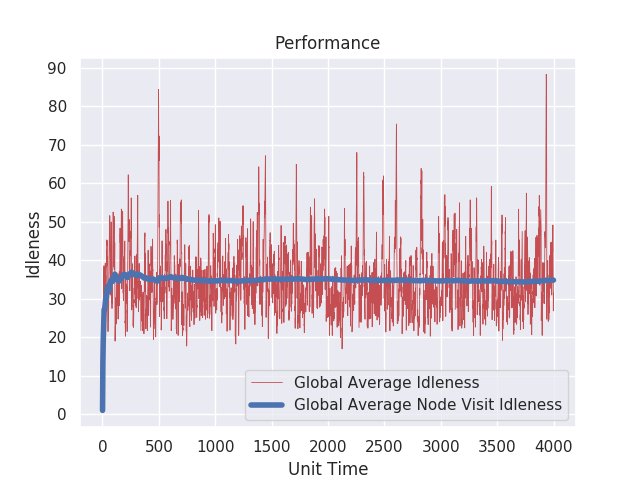 Performance
90
80
70
60
50
40
30
20
10
0
Idleness
Global Average Idleness
Global Average Node Visit Idleness
0 500 1000 1500 2000 2500 3000 3500 4000
Unit Time